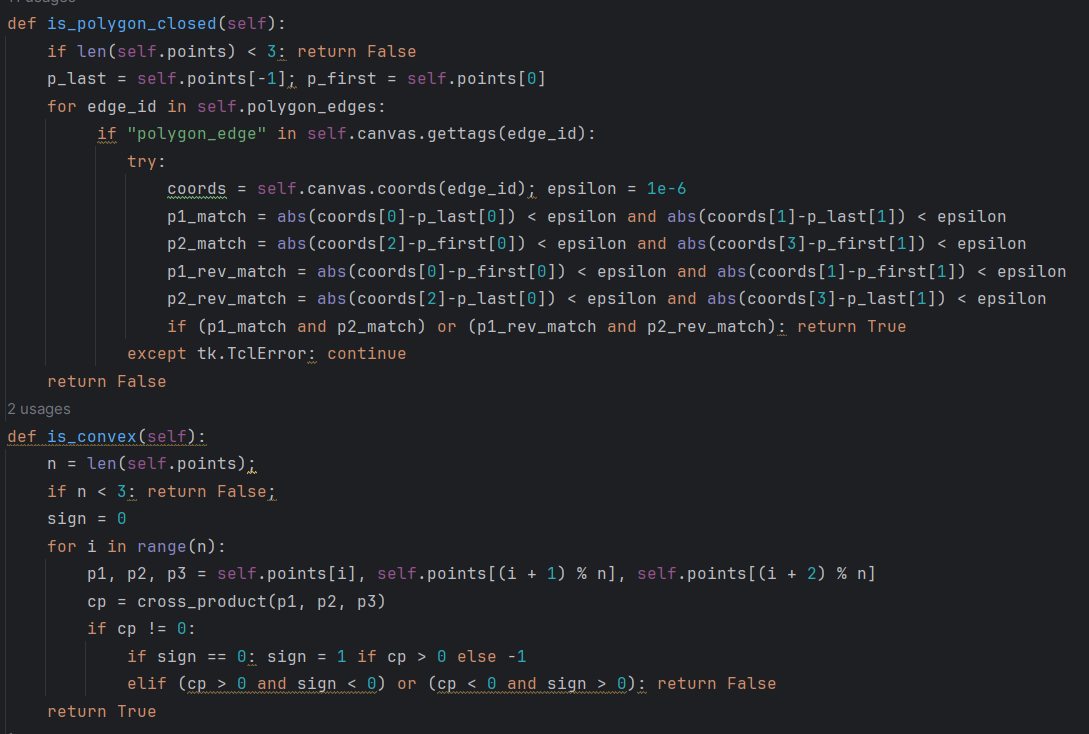 def is_polygon_closed(self):
    if len(self.points) < 3: return False
    p_last = self.points[-1]; p_first = self.points[0]
    for edge_id in self.polygon_edges:
         if "polygon_edge" in self.canvas.gettags(edge_id):
            try:
                coords = self.canvas.coords(edge_id); epsilon = 1e-6
                p1_match = abs(coords[0]-p_last[0]) < epsilon and abs(coords[1]-p_last[1]) < epsilon
                p2_match = abs(coords[2]-p_first[0]) < epsilon and abs(coords[3]-p_first[1]) < epsilon
                p1_rev_match = abs(coords[0]-p_first[0]) < epsilon and abs(coords[1]-p_first[1]) < epsilon
                p2_rev_match = abs(coords[2]-p_last[0]) < epsilon and abs(coords[3]-p_last[1]) < epsilon
                if (p1_match and p2_match) or (p1_rev_match and p2_rev_match): return True
            except tk.TclError: continue
    return False
2 usages
def is_convex(self):
    n = len(self.points);
    if n < 3: return False;
    sign = 0
    for i in range(n):
        p1, p2, p3 = self.points[i], self.points[(i + 1) % n], self.points[(i + 2) % n]
        cp = cross_product(p1, p2, p3)
        if cp != 0:
            if sign == 0: sign = 1 if cp > 0 else -1
            elif (cp > 0 and sign < 0) or (cp < 0 and sign > 0): return False
    return True